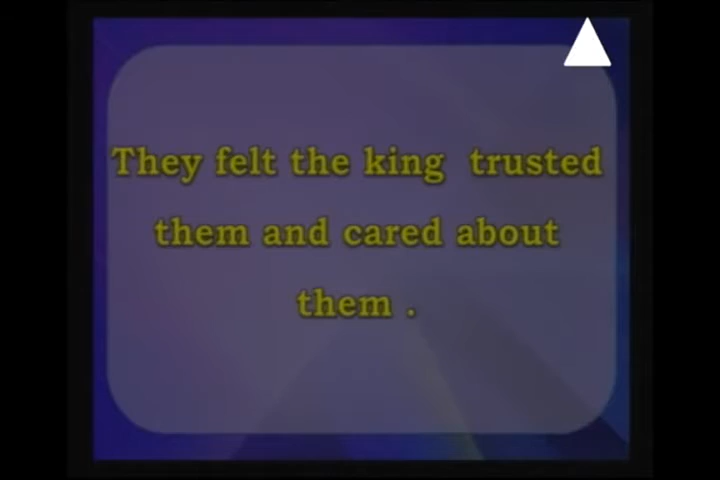 They felt the king trusted
them and cared about
them .